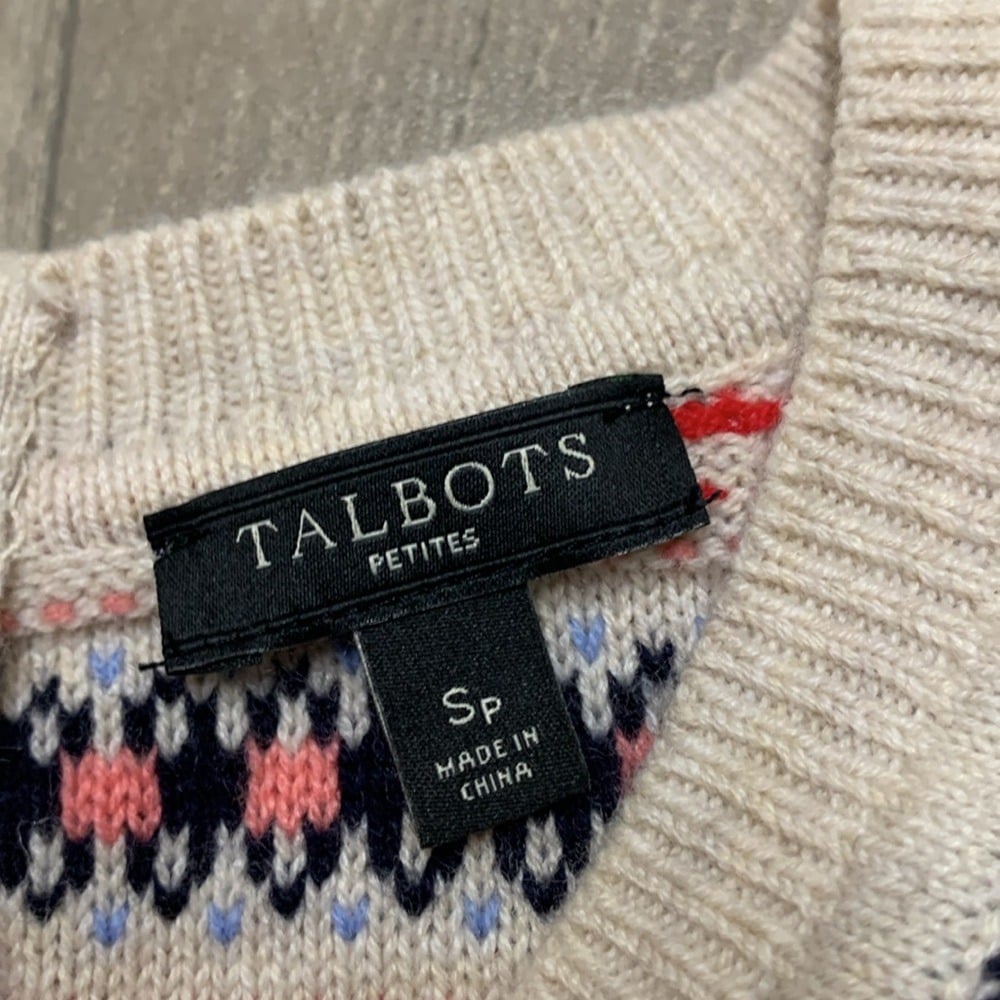 TALBOTS
PETITES
SP
MADE IN
CHINA